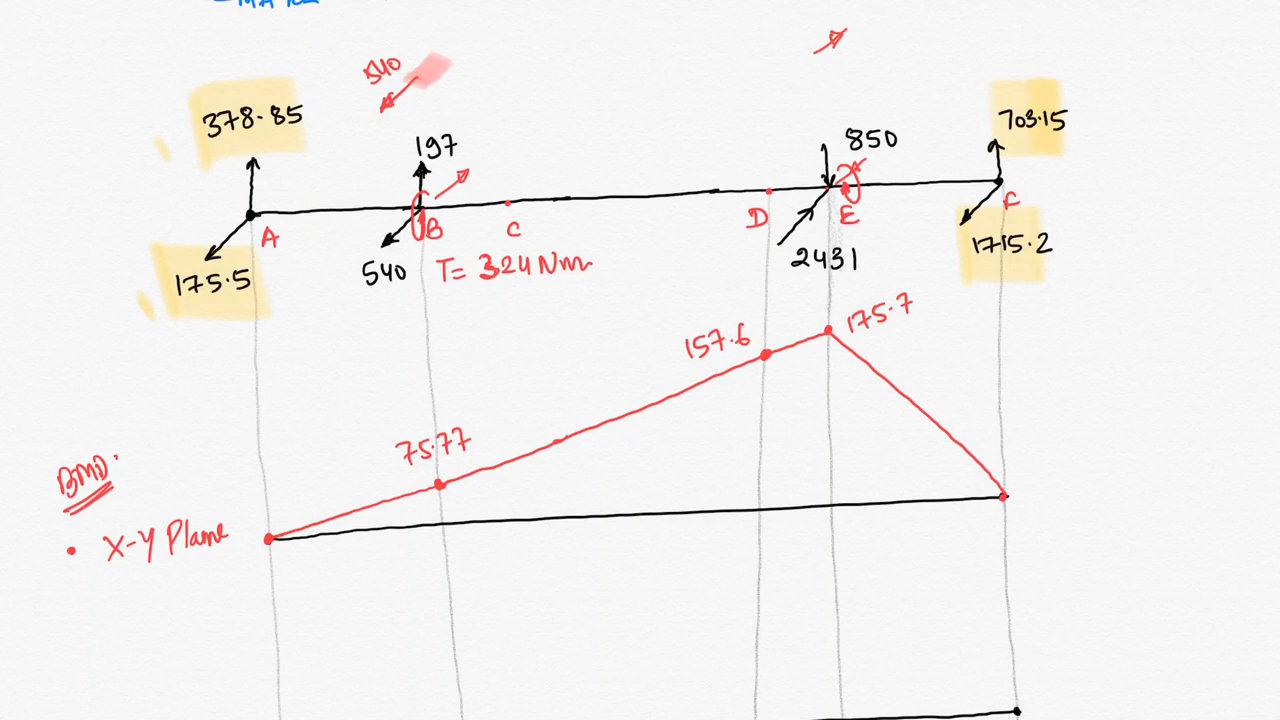 540
378.85
197
850
703.15
A
B
C
D
E
F
175.5
540
T= 324 Nm
2431
1715.2
157.6
175.7
75.77
BMD
• X-Y Plane